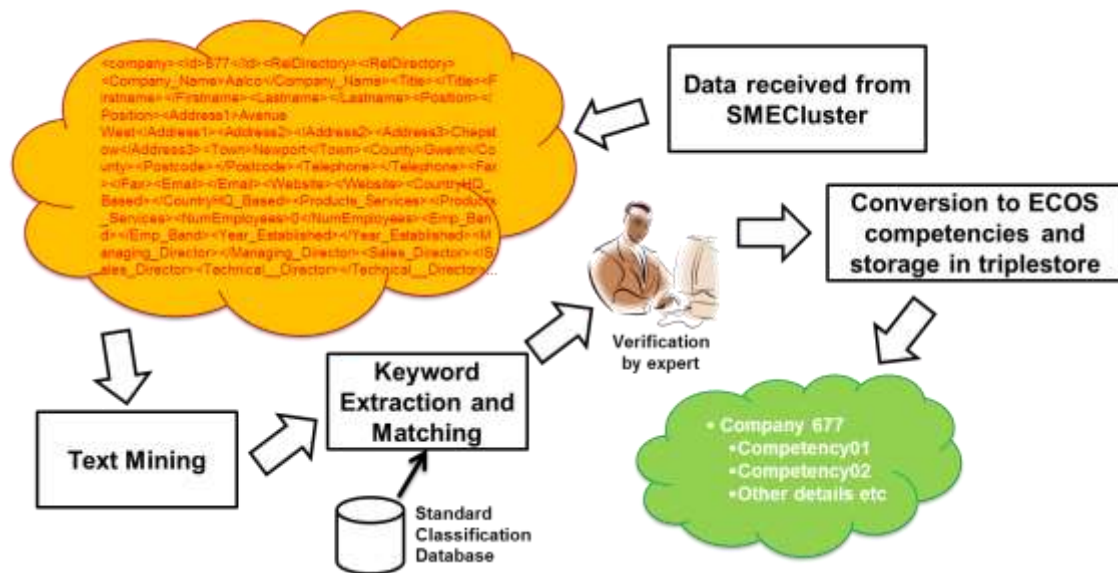 <company><Id>677</Id><RelDirectory><RelDirectory>
<Company_Name>Aalco</Company_Name><Title></Title><F
irstname></Firstname><Lastname></Lastname><Position></
Position><Address1>Avenue
West</Address1><Address2></Address2><Address3>Chepst
ow</Address3><Town>Newport</Town><County>Gwent</Co
unty><Postcode></Postcode><Telephone></Telephone><Fax
></Fax><Email></Email><Website></Website><CountryHQ_
Based></CountryHQ_Based><Products_Services></Products
_Services><NumEmployees>0</NumEmployees><Emp_Ban
d></Emp_Band><Year_Established></Year_Established><M
anaging_Director></Managing_Director><Sales_Director></S
ales_Director><Technical__Director></Technical__Director>...
Data received from
SMECluster
Conversion to ECOS
competencies and
storage in triplestore
Verification
by expert
Keyword
Extraction and
Matching
Text Mining
Standard
Classification
Database
• Company 677
•Competency01
•Competency02
•Other details etc